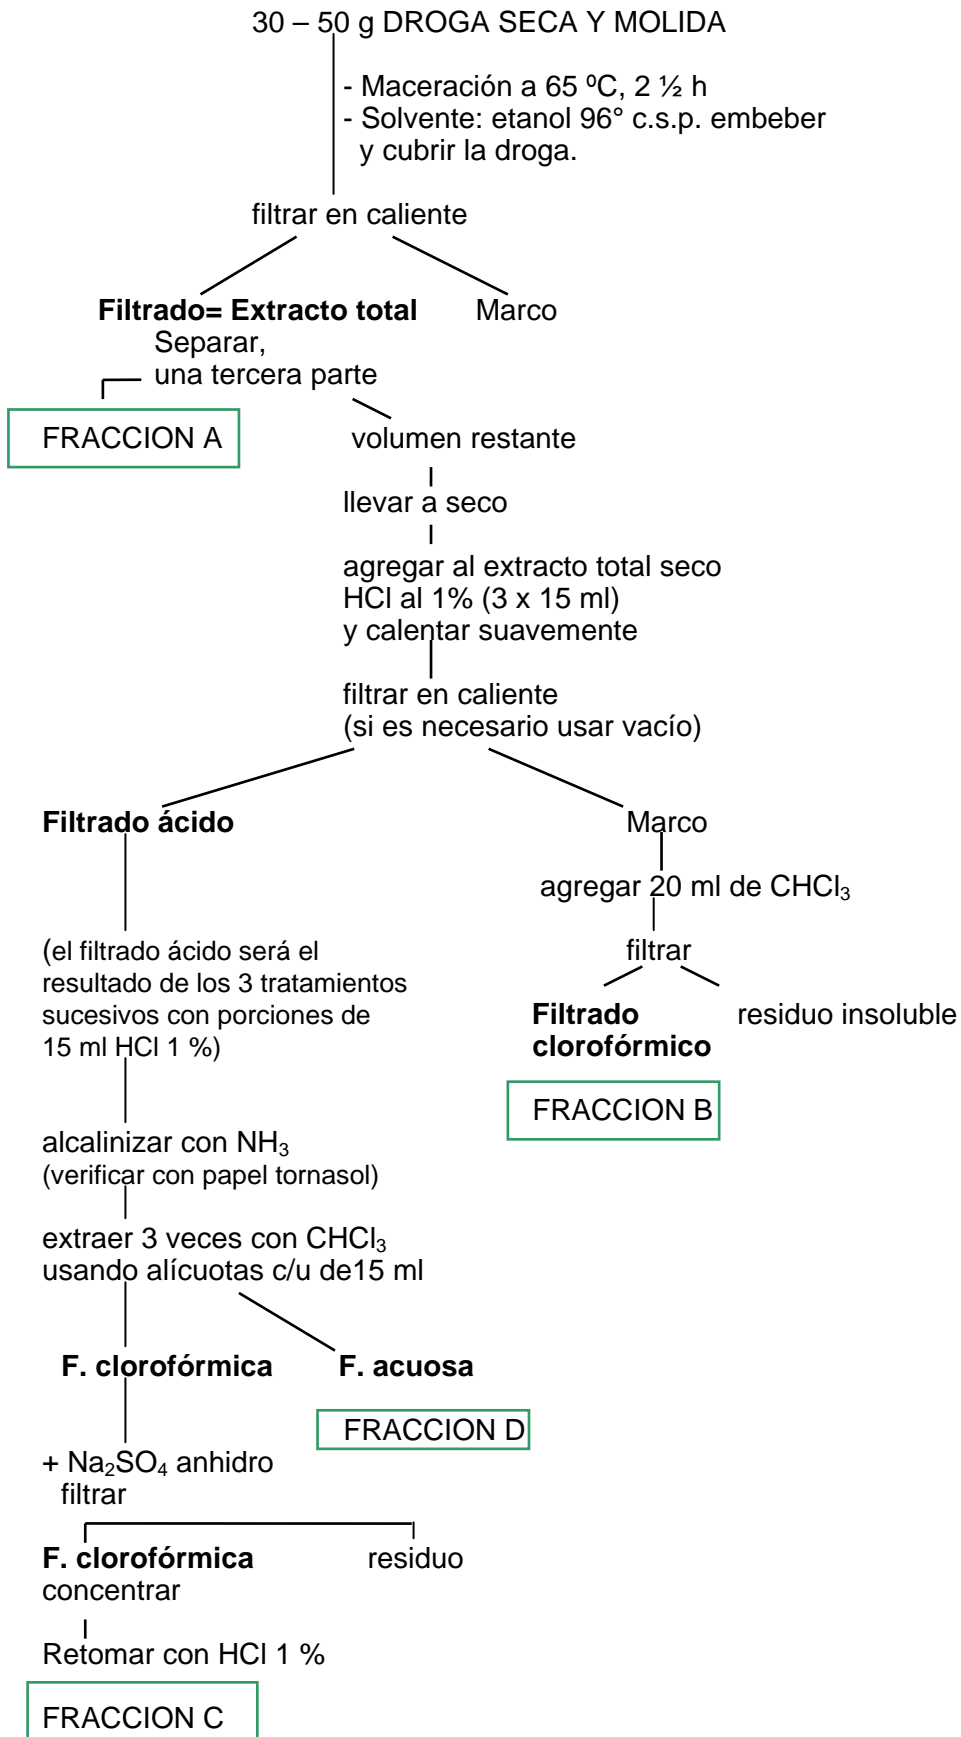 30 – 50 g DROGA SECA Y MOLIDA
- Maceración a 65 ºC, 2 ½ h
- Solvente: etanol 96° c.s.p. embeber
y cubrir la droga.
filtrar en caliente
Filtrado= Extracto total
Marco
Separar,
una tercera parte
FRACCION A
volumen restante
llevar a seco
agregar al extracto total seco
HCl al 1% (3 x 15 ml)
y calentar suavemente
filtrar en caliente
(si es necesario usar vacío)
Filtrado ácido
Marco
agregar 20 ml de CHCl₃
filtrar
(el filtrado ácido será el
resultado de los 3 tratamientos
sucesivos con porciones de
15 ml HCl 1 %)
Filtrado
clorofórmico
residuo insoluble
FRACCION B
alcalinizar con NH₃
(verificar con papel tornasol)
extraer 3 veces con CHCl₃
usando alícuotas c/u de15 ml
F. clorofórmica
F. acuosa
FRACCION D
+ Na₂SO₄ anhidro
filtrar
F. clorofórmica
residuo
concentrar
Retomar con HCl 1 %
FRACCION C